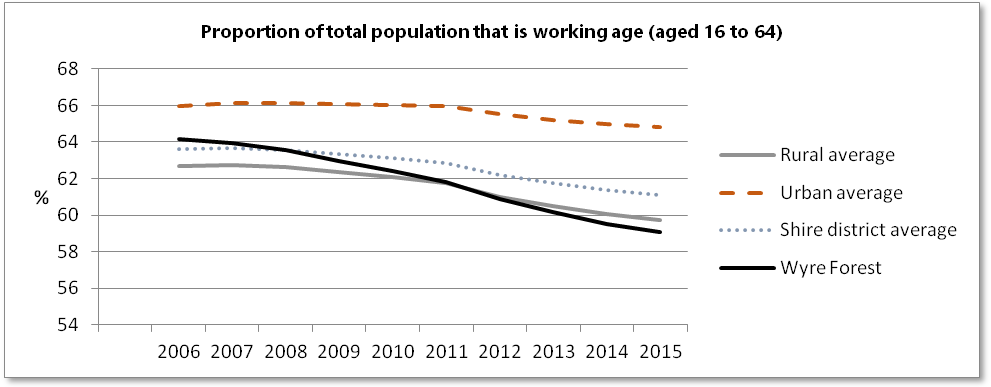 Proportion of total population that is working age (aged 16 to 64)
68
66
64
62
60
58
56
54
%
2006 2007 2008 2009 2010 2011 2012 2013 2014 2015
Rural average
Urban average
Shire district average
Wyre Forest